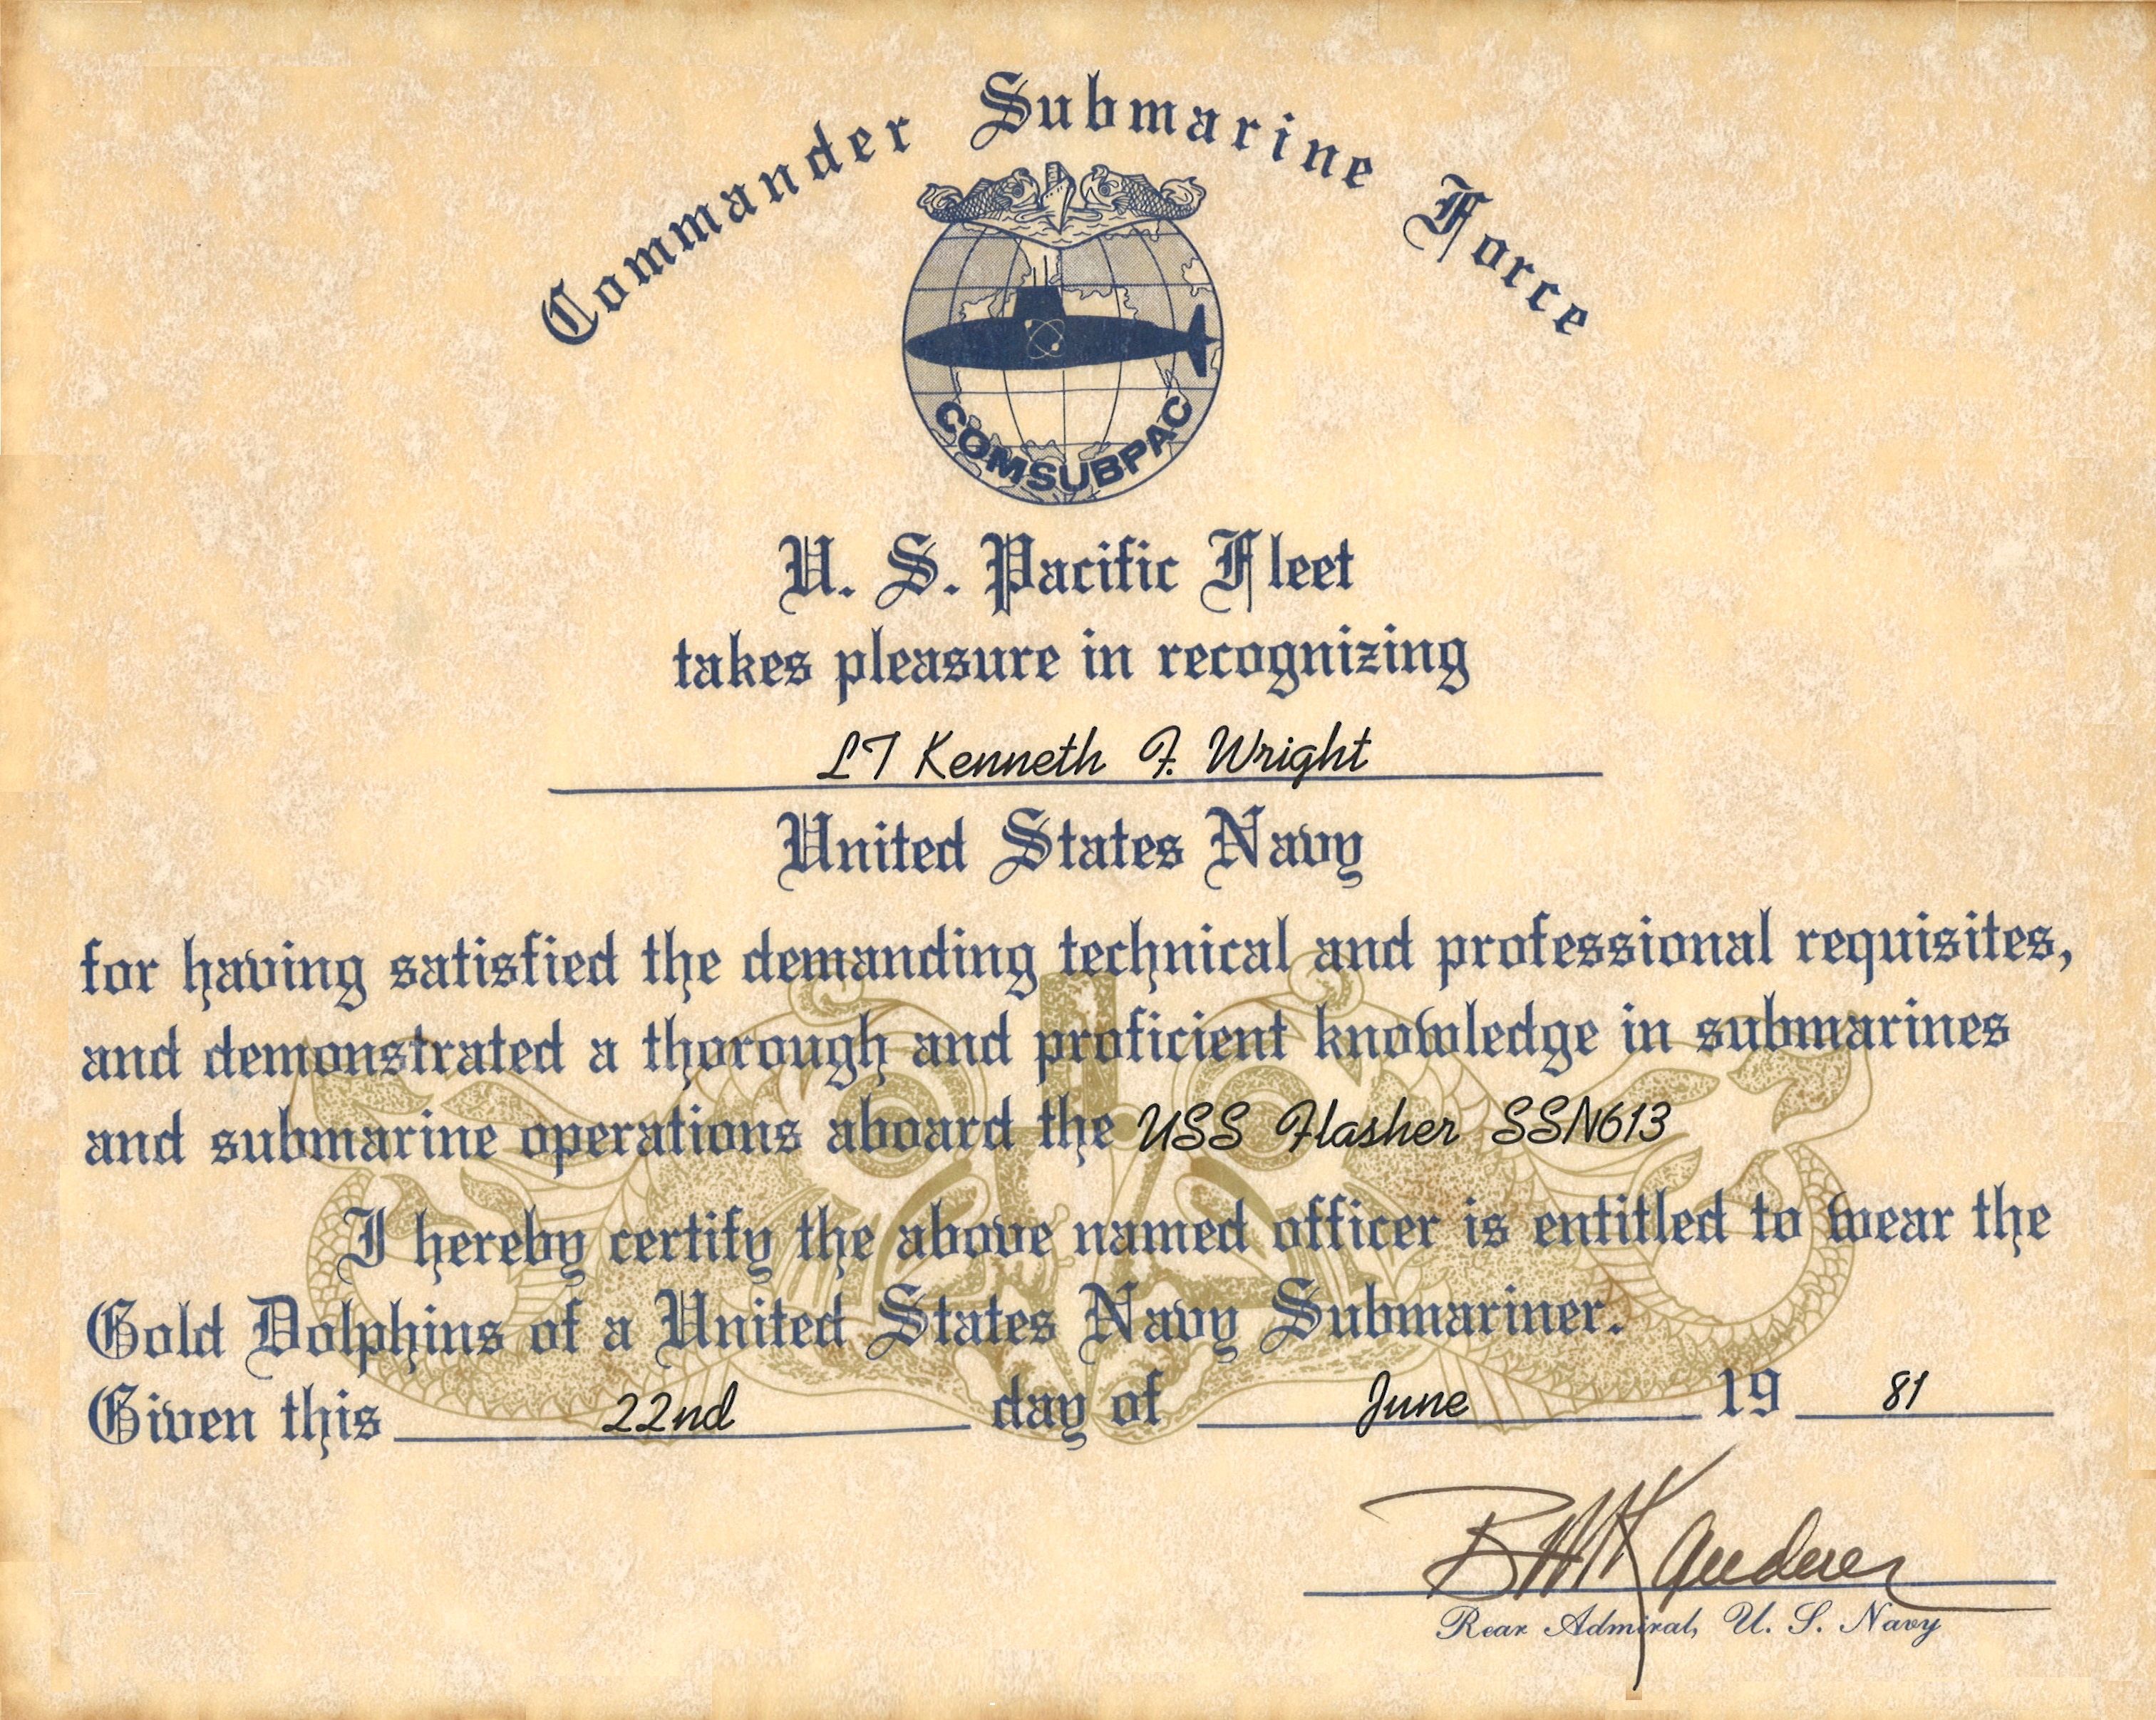 Commander Submarine Force
COMSUBPAC
U. S. Pacific Fleet
takes pleasure in recognizing
LT Kenneth F. Wright
United States Navy
for having satisfied the demanding technical and professional requisites,
and demonstrated a thorough and proficient knowledge in submarines
and submarine operations aboard the USS Flasher SSN613
I hereby certify the above named officer is entitled to wear the
Gold Dolphins of a United States Navy Submariner.
Given this 22nd day of June 19 81
Rear Admiral, U. S. Navy